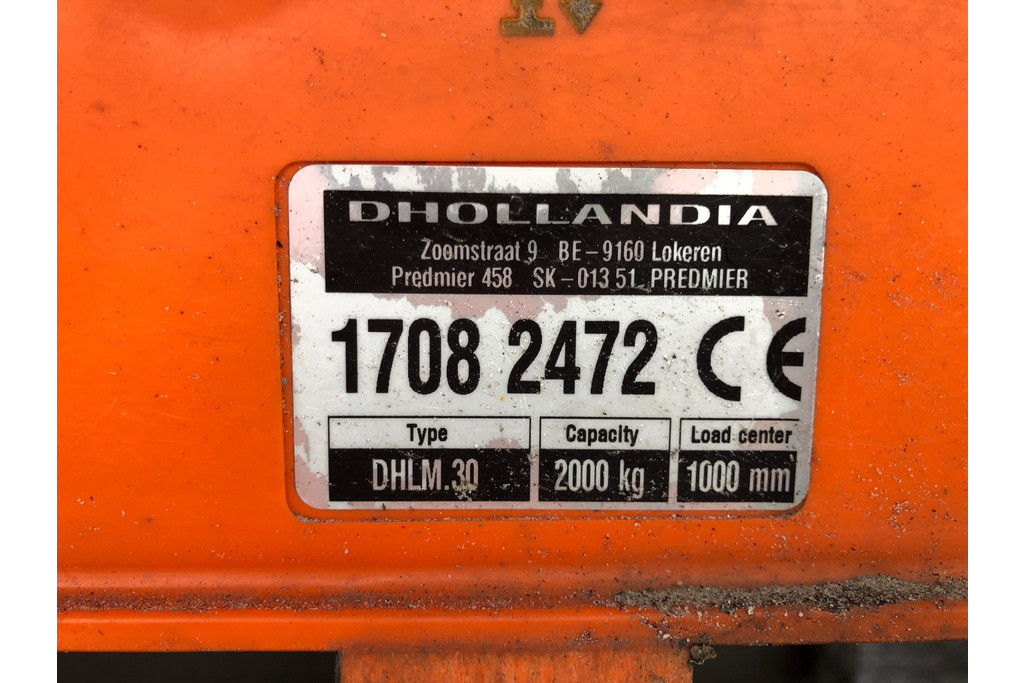 DHOLLANDIA
Zoomstraat 9 BE-9160 Lokeren
Predmier 458 SK-013 51 PREDMIER
1708 2472 CE
Type Capacity Load center
DHLM.30 2000 kg 1000 mm